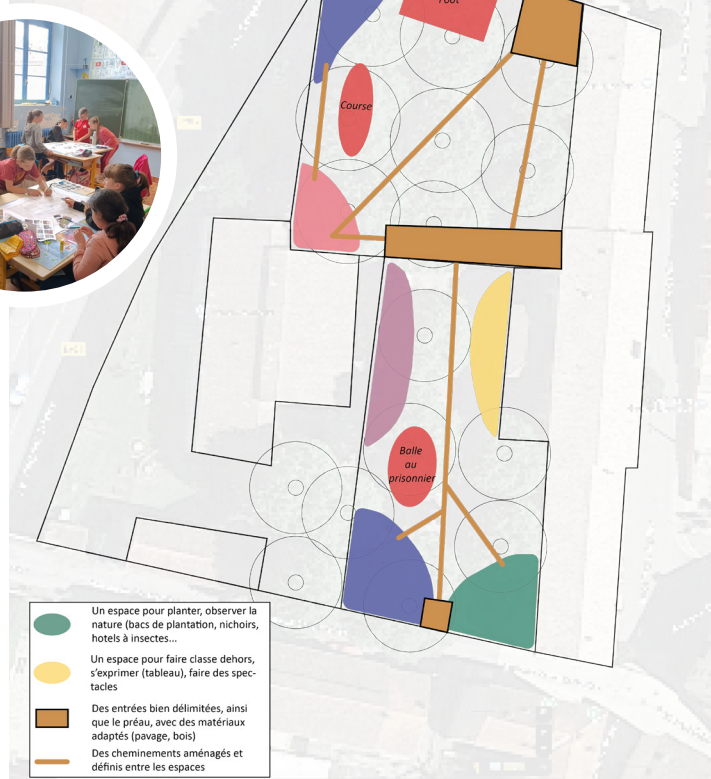 Foot
Course
Balle
au
prisonnier
Un espace pour planter, observer la
nature (bacs de plantation, nichoirs,
hotels à insectes...
Un espace pour faire classe dehors,
s'exprimer (tableau), faire des spec-
tacles
Des entrées bien délimitées, ainsi
que le préau, avec des matériaux
adaptés (pavage, bois)
Des cheminements aménagés et
définis entre les espaces